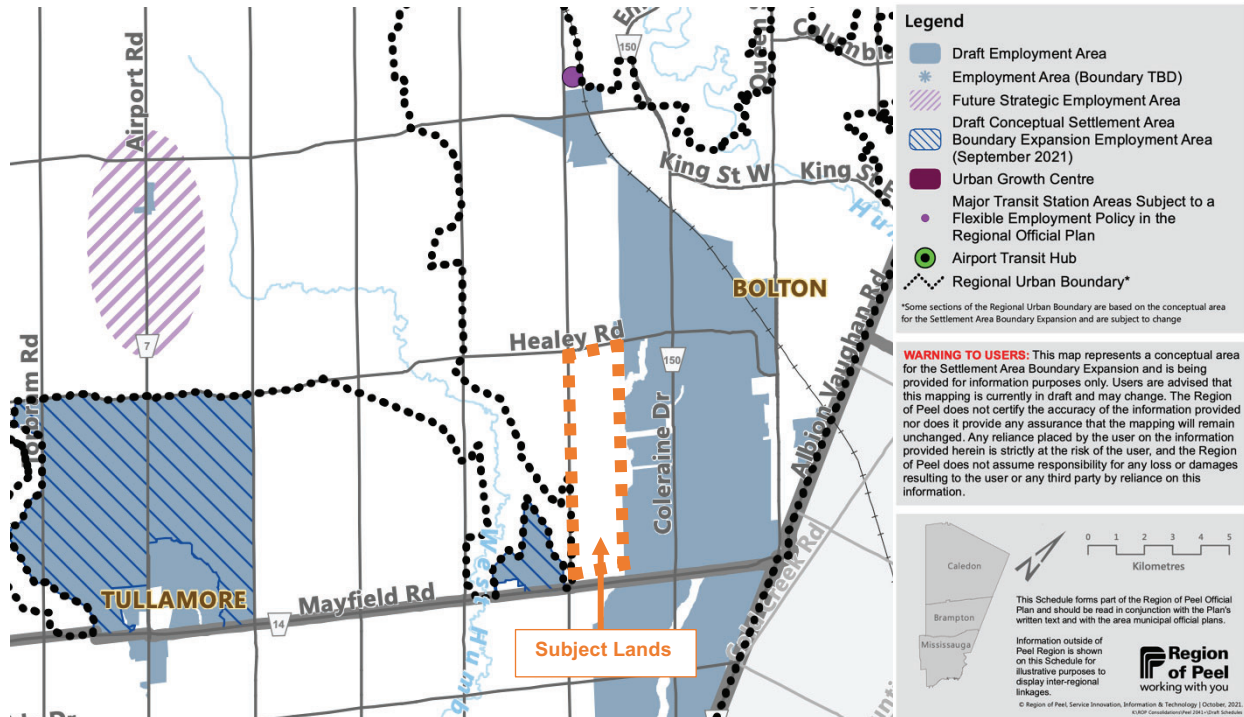 Airport Rd
150
Queen S
Columbia
King St W
King St E
Hum
BOLTON
Healey Rd
7
150
Torbram Rd
Coleraine Dr
Albion Vaughan Rd
West Humb
TULLAMORE
Mayfield Rd
14
Coldcreek Rd
Subject Lands
Legend
Draft Employment Area
Employment Area (Boundary TBD)
Future Strategic Employment Area
Draft Conceptual Settlement Area
Boundary Expansion Employment Area
(September 2021)
Urban Growth Centre
Major Transit Station Areas Subject to a
Flexible Employment Policy in the
Regional Official Plan
Airport Transit Hub
Regional Urban Boundary*
*Some sections of the Regional Urban Boundary are based on the conceptual area
for the Settlement Area Boundary Expansion and are subject to change
WARNING TO USERS: This map represents a conceptual area
for the Settlement Area Boundary Expansion and is being
provided for information purposes only. Users are advised that
this mapping is currently in draft and may change. The Region
of Peel does not certify the accuracy of the information provided
nor does it provide any assurance that the mapping will remain
unchanged. Any reliance placed by the user on the information
provided herein is strictly at the risk of the user, and the Region
of Peel does not assume responsibility for any loss or damages
resulting to the user or any third party by reliance on this
information.
Caledon
Brampton
Mississauga
N
0 1 2 3 4 5
Kilometres
This Schedule forms part of the Region of Peel Official
Plan and should be read in conjunction with the Plan's
written text and with the area municipal official plans.
Information outside of
Peel Region is shown
on this Schedule for
illustrative purposes to
display inter-regional
linkages.
Region
of Peel
working with you
© Region of Peel, Service Innovation, Information & Technology | October, 2021.